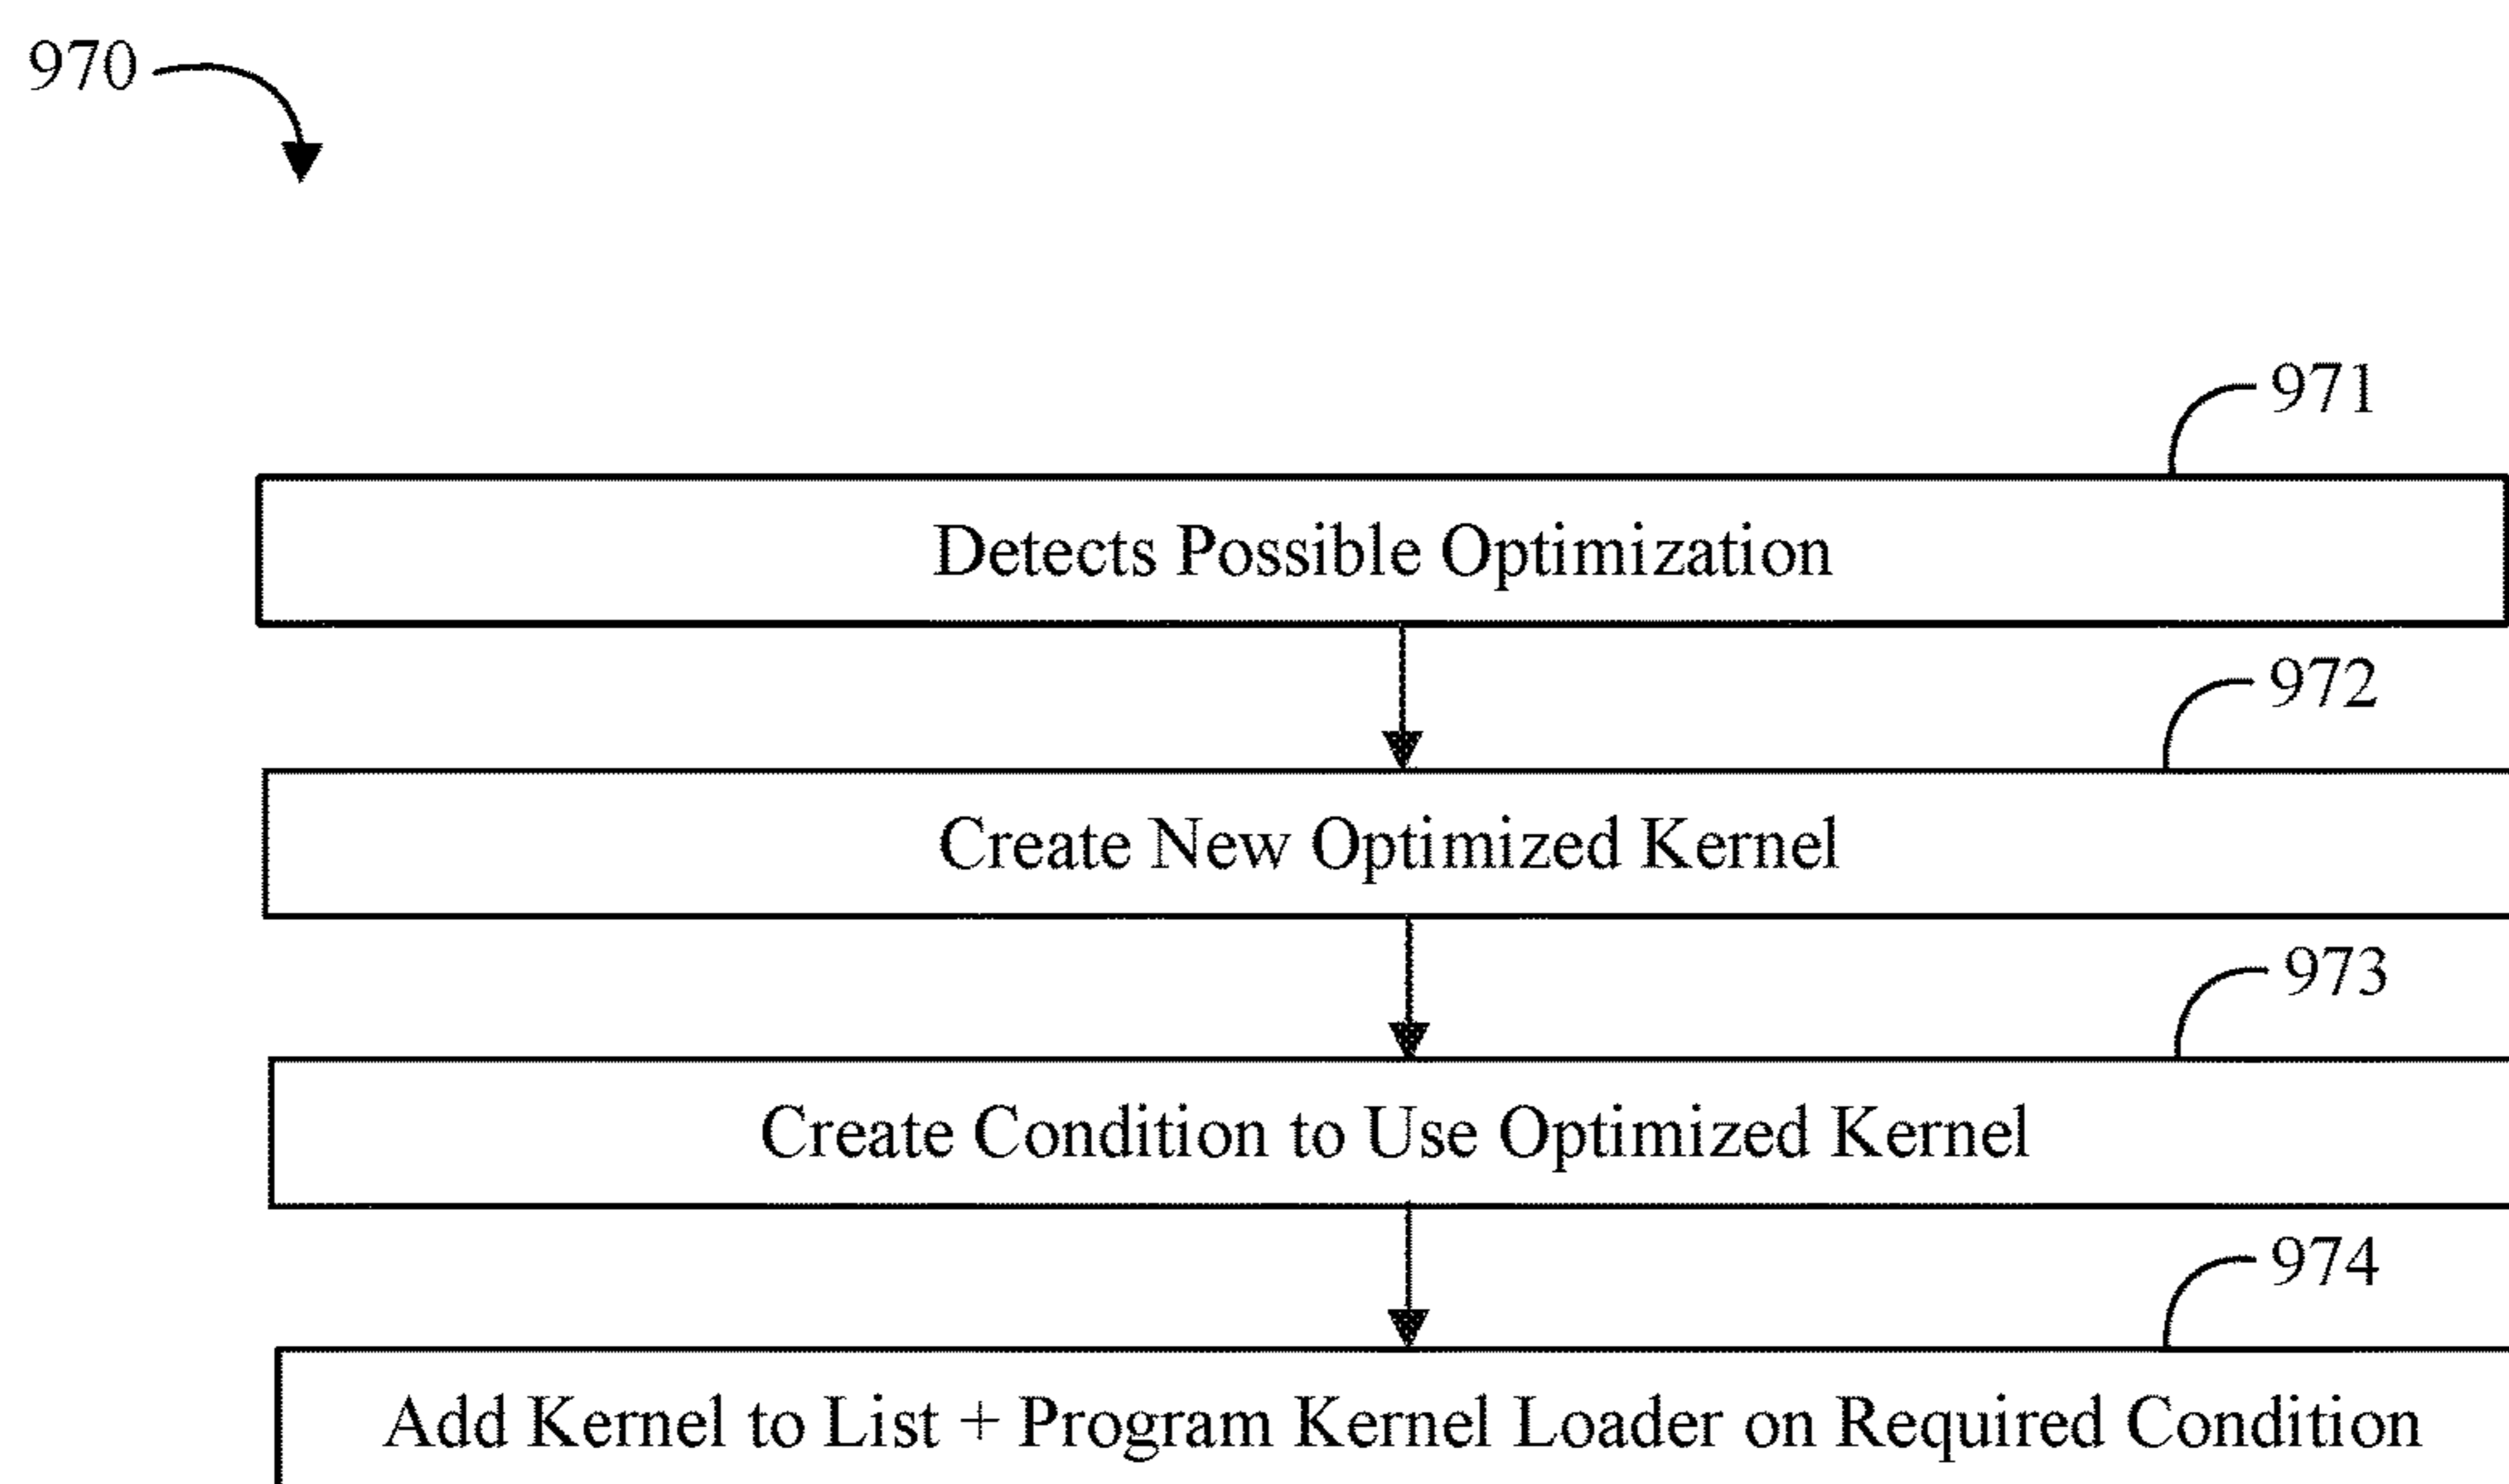 970
971
Detects Possible Optimization
972
Create New Optimized Kernel
973
Create Condition to Use Optimized Kernel
974
Add Kernel to List + Program Kernel Loader on Required Condition